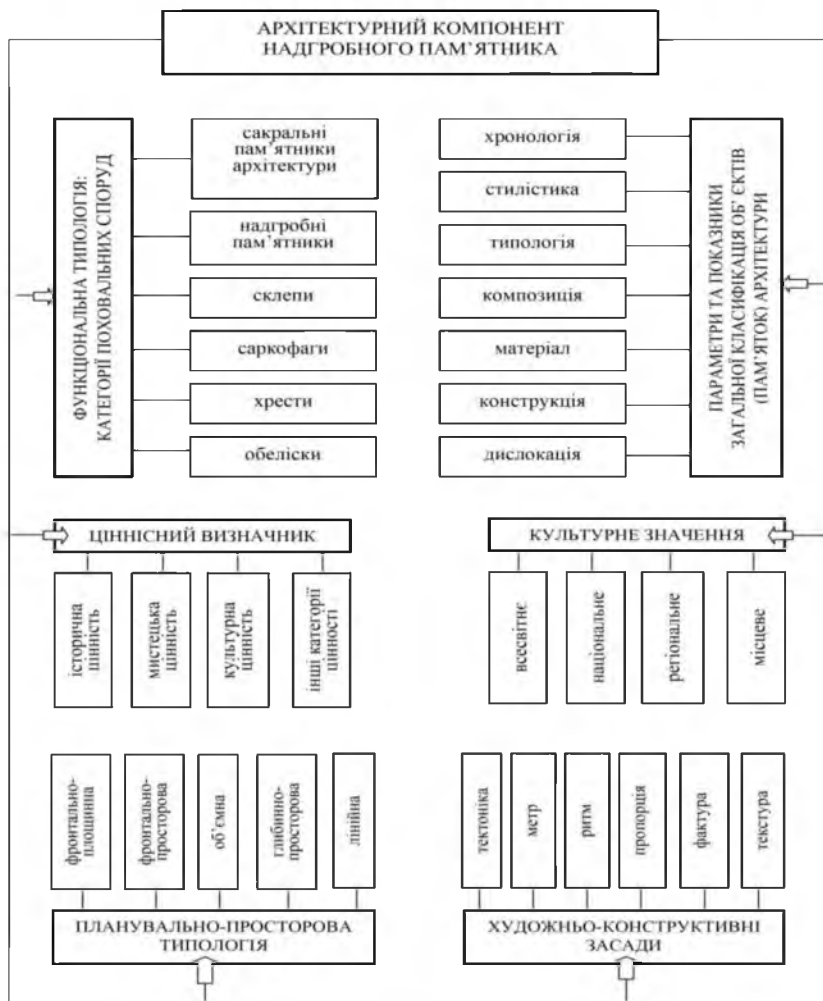 АРХІТЕКТУРНИЙ КОМПОНЕНТ
НАДГРОБНОГО ПАМ’ЯТНИКА
ФУНКЦІОНАЛЬНА ТИПОЛОГІЯ:
КАТЕГОРІЇ ПОХОВАЛЬНИХ СПОРУД
сакральні
пам’ятники
архітектури
надгробні
пам’ятники
склепи
саркофаги
хрести
обеліски
хронологія
стилістика
типологія
композиція
матеріал
конструкція
дислокація
ПАРАМЕТРИ ТА ПОКАЗНИКИ
ЗАГАЛЬНОЇ КЛАСИФІКАЦІЯ ОБ’ЄКТІВ
(ПАМ’ЯТОК) АРХІТЕКТУРИ
ЦІННІСНИЙ ВИЗНАЧНИК
історична
цінність
мистецька
цінність
культурна
цінність
інші категорії
цінності
КУЛЬТУРНЕ ЗНАЧЕННЯ
всесвітнє
національне
регіональне
місцеве
фронтально-
площинна
фронтально-
просторова
об’ємна
глибинно-
просторова
лінійна
ПЛАНУВАЛЬНО-ПРОСТОРОВА
ТИПОЛОГІЯ
тектоніка
метр
ритм
пропорція
фактура
текстура
ХУДОЖНЬО-КОНСТРУКТИВНІ
ЗАСАДИ